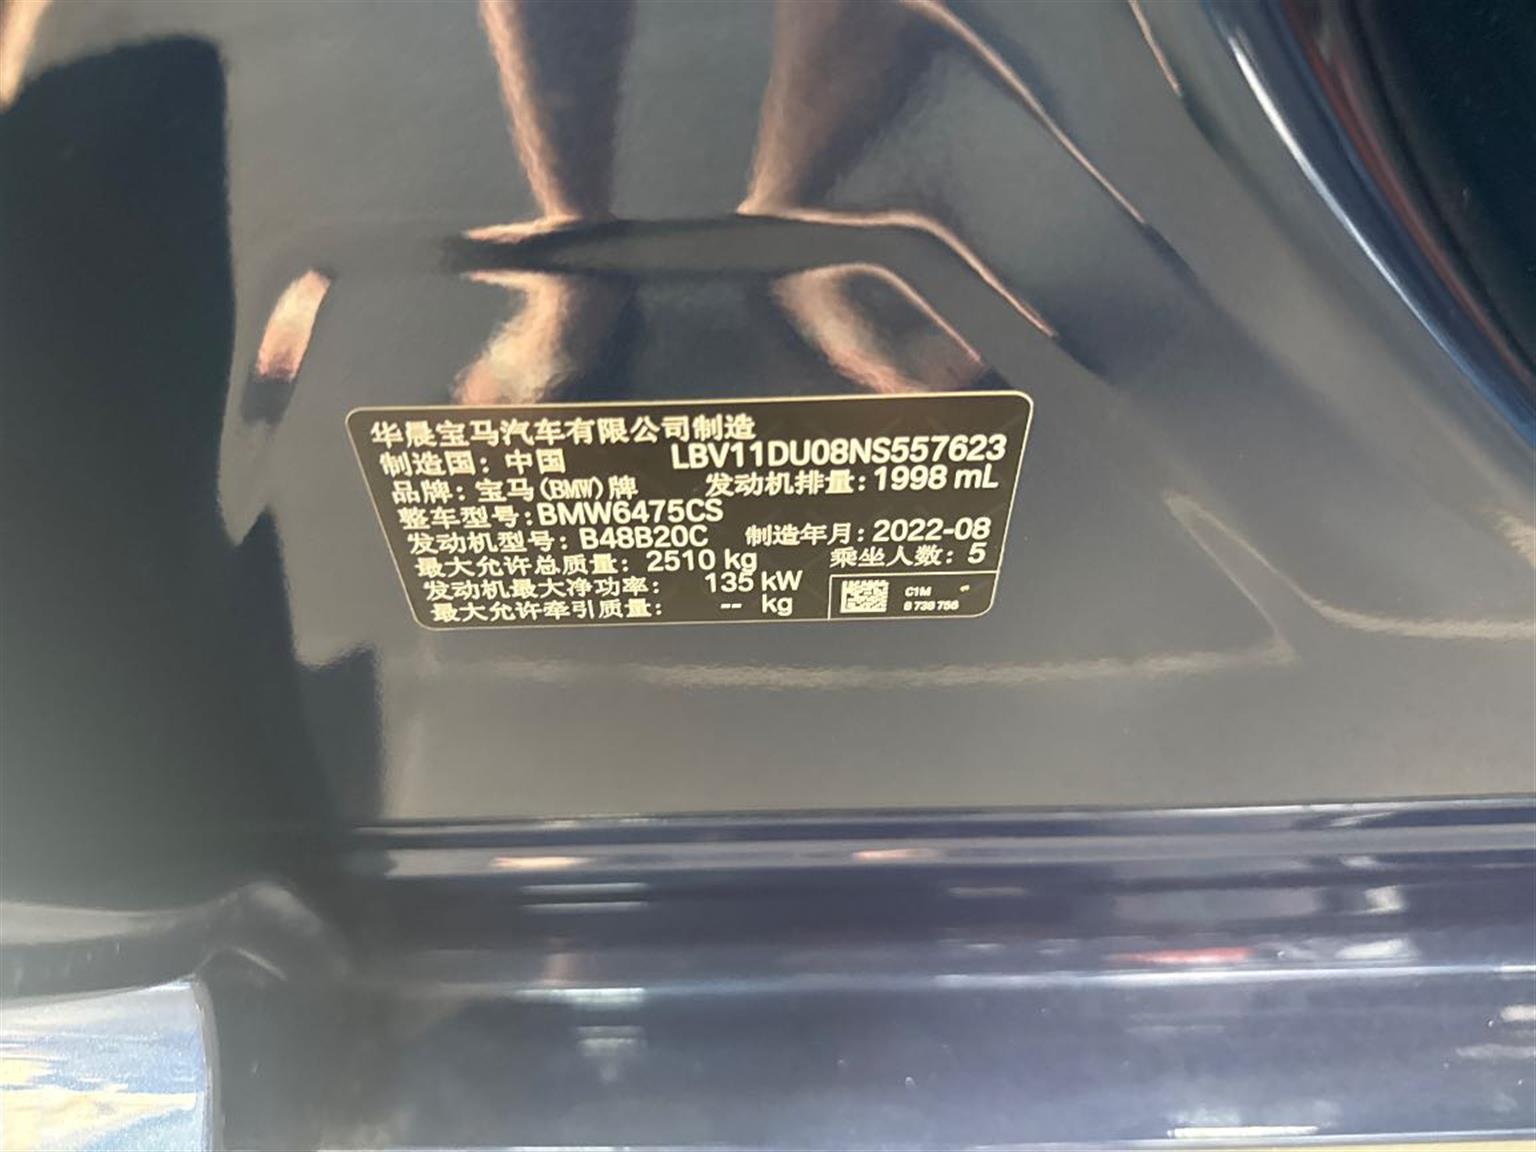 华晨宝马汽车有限公司制造
制造国：中国 LBV11DU08NS557623
品牌：宝马(BMW)牌 发动机排量：1998 mL
整车型号：BMW6475CS
发动机型号：B48B20C 制造年月：2022-08
最大允许总质量：2510 kg 乘坐人数：5
发动机最大净功率：135 kW
最大允许牵引质量：-- kg
C1M
8 738 756